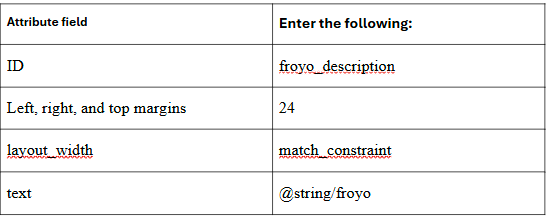 Attribute field Enter the following:
ID froyo_description
Left, right, and top margins 24
layout_width match_constraint
text @string/froyo